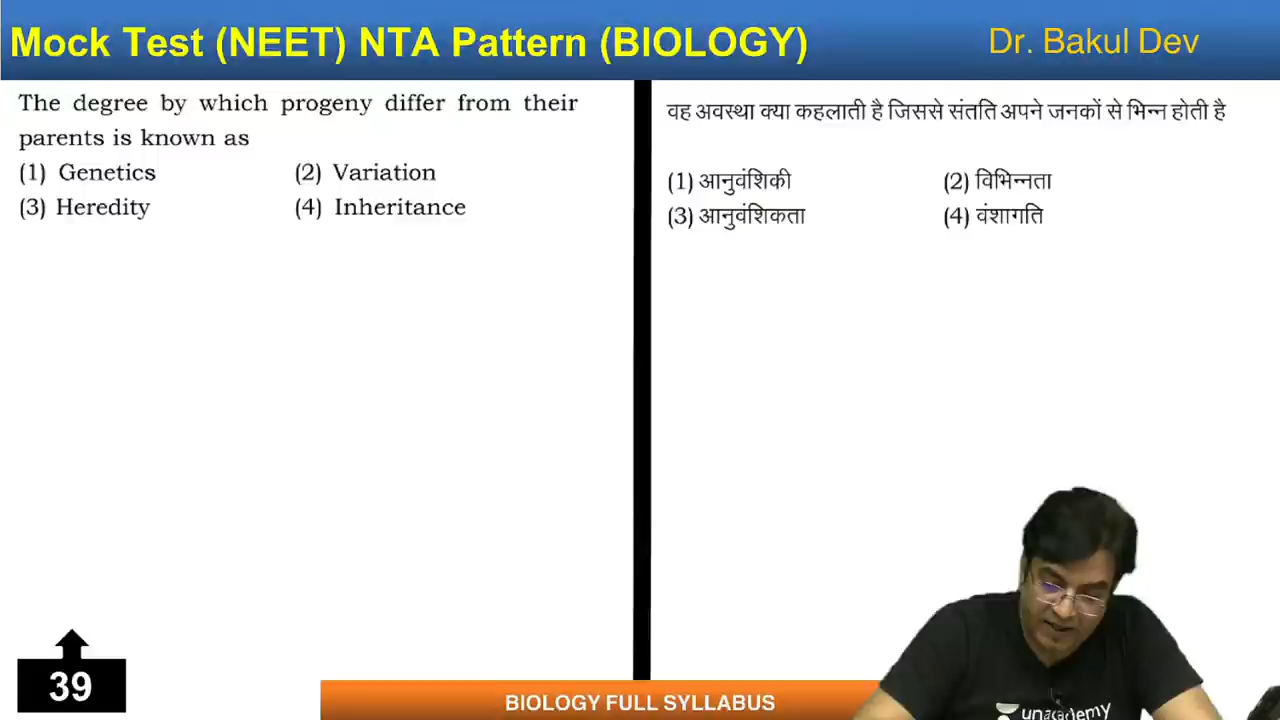 Mock Test (NEET) NTA Pattern (BIOLOGY)
Dr. Bakul Dev
The degree by which progeny differ from their
parents is known as
(1) Genetics (2) Variation
(3) Heredity (4) Inheritance
वह अवस्था क्या कहलाती है जिससे संतति अपने जनकों से भिन्न होती है
(1) आनुवंशिकी (2) विभिन्नता
(3) आनुवंशिकता (4) वंशागति
39
BIOLOGY FULL SYLLABUS
unacademy